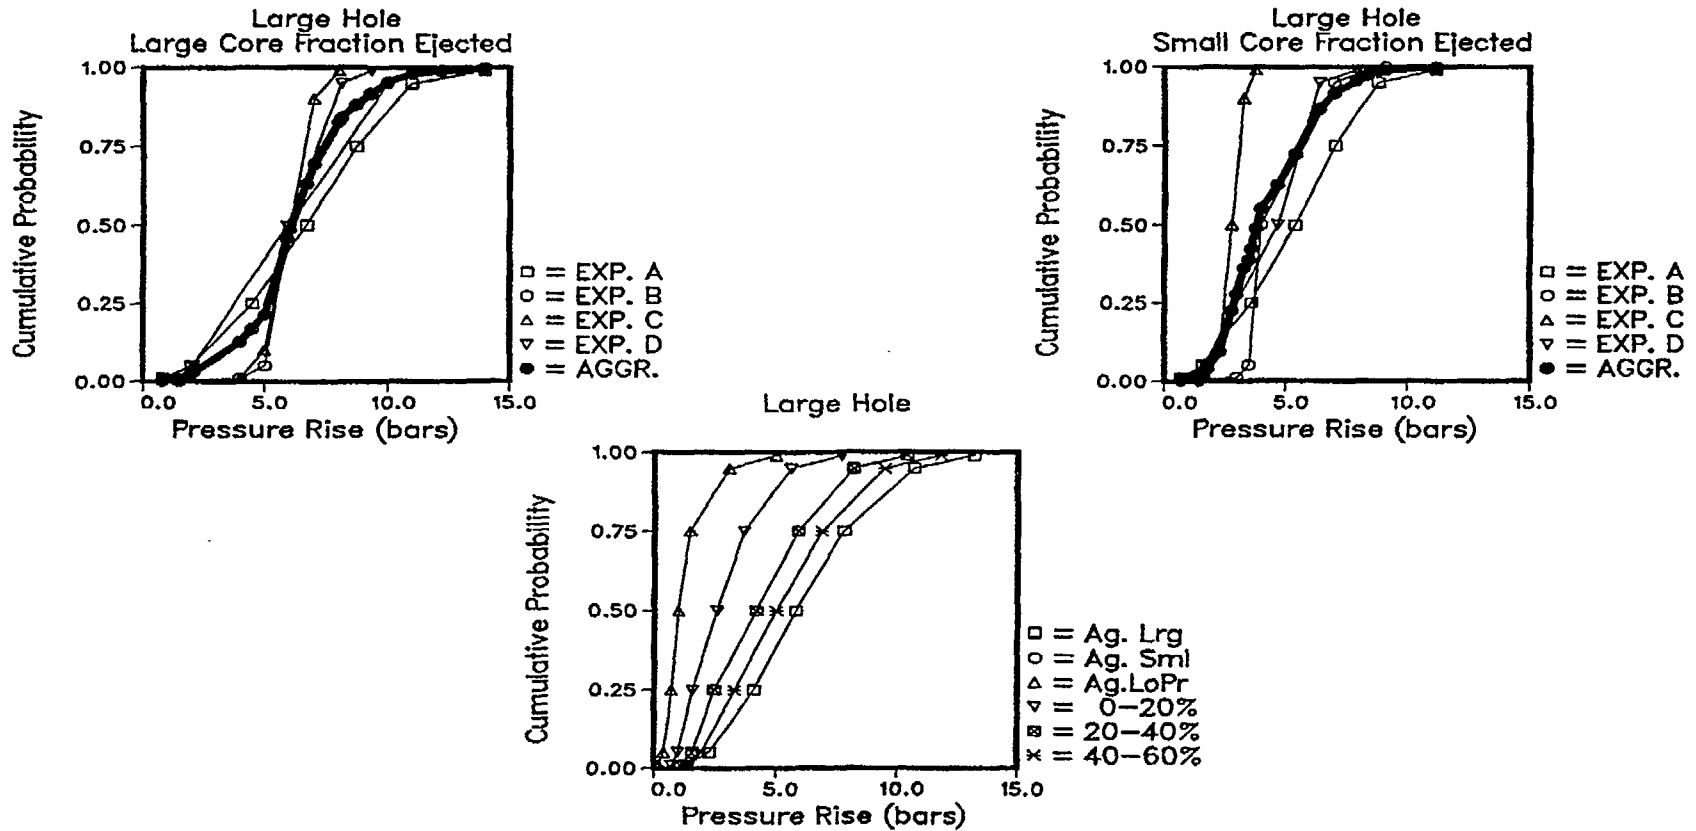 Large Hole
Large Core Fraction Ejected
1.00
0.75
0.50
0.25
0.00
Cumulative Probability
0.0 5.0 10.0 15.0
Pressure Rise (bars)
□ = EXP. A
○ = EXP. B
△ = EXP. C
▽ = EXP. D
● = AGGR.
Large Hole
Small Core Fraction Ejected
1.00
0.75
0.50
0.25
0.00
Cumulative Probability
0.0 5.0 10.0 15.0
Pressure Rise (bars)
□ = EXP. A
○ = EXP. B
△ = EXP. C
▽ = EXP. D
● = AGGR.
Large Hole
1.00
0.75
0.50
0.25
0.00
Cumulative Probability
0.0 5.0 10.0 15.0
Pressure Rise (bars)
□ = Ag. Lrg
○ = Ag. Sml
△ = Ag.LoPr
▽ = 0-20%
⊠ = 20-40%
× = 40-60%